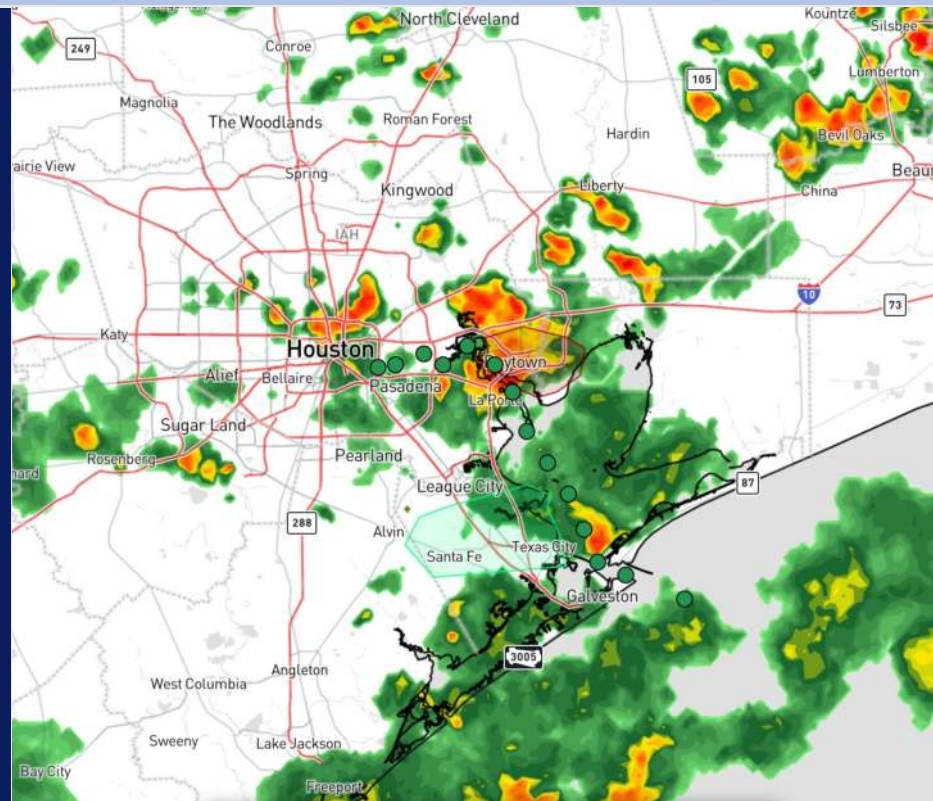 North Cleveland
Kountze
Silsbee
249
Conroe
105
Lumberton
Magnolia
The Woodlands
Roman Forest
Hardin
Bevil Oaks
airie View
Spring
Kingwood
Liberty
China
Beau
IAH
10
73
Katy
Houston
ytown
Alief
Bellaire
Pasadena
La Porte
Sugar Land
Pearland
Rosenberg
nard
League City
87
288
Alvin
Santa Fe
Texas City
Galveston
3005
Angleton
West Columbia
Sweeny
Lake Jackson
Bay City
Freeport